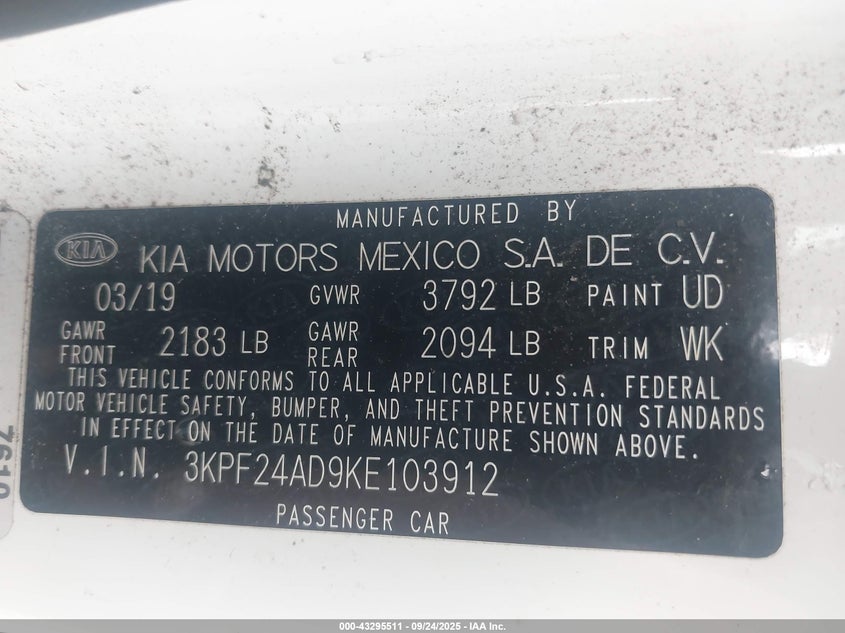 MANUFACTURED BY
KIA KIA MOTORS MEXICO S.A. DE C.V.
03/19 GVWR 3792 LB PAINT UD
GAWR FRONT 2183 LB GAWR REAR 2094 LB TRIM WK
THIS VEHICLE CONFORMS TO ALL APPLICABLE U.S.A. FEDERAL
MOTOR VEHICLE SAFETY, BUMPER, AND THEFT PREVENTION STANDARDS
IN EFFECT ON THE DATE OF MANUFACTURE SHOWN ABOVE.
V.I.N. 3KPF24AD9KE103912
PASSENGER CAR
000-43295511 - 09/24/2025 - IAA Inc.